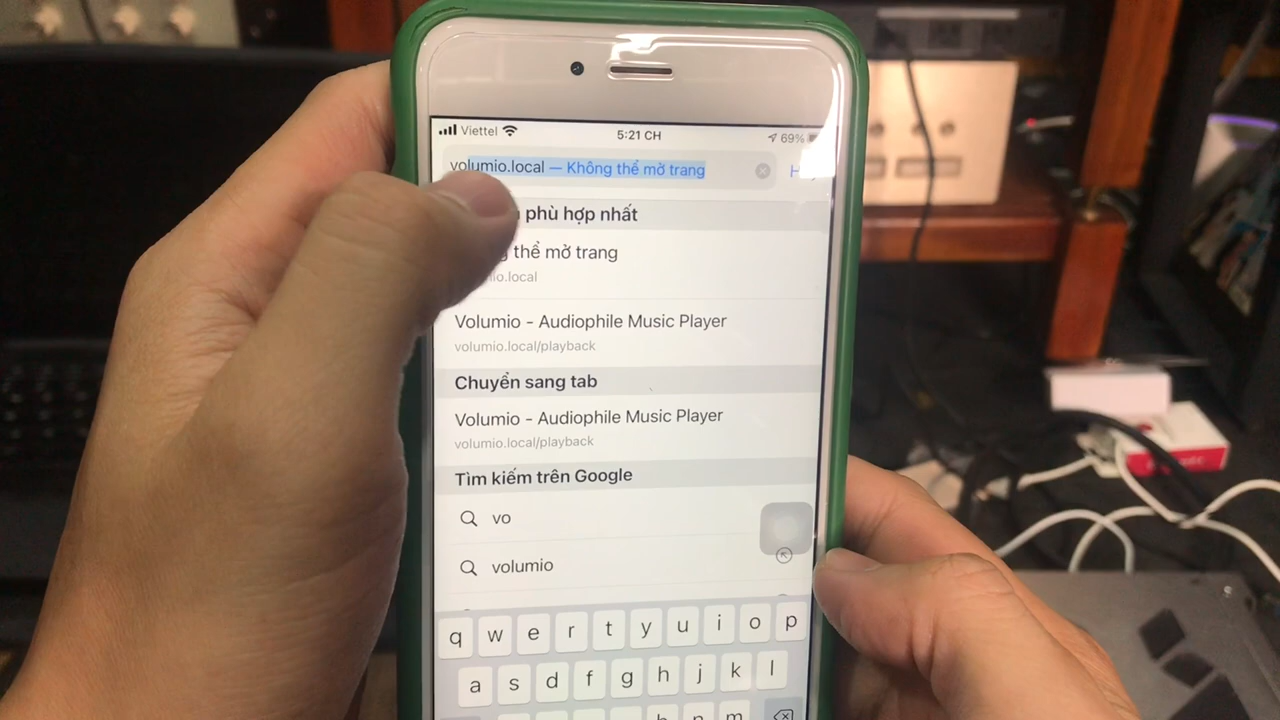 Viettel 5:21 CH 69%
volumio.local — Không thể mở trang
phù hợp nhất
thể mở trang
volumio.local
Volumio - Audiophile Music Player
volumio.local/playback
Chuyển sang tab
Volumio - Audiophile Music Player
volumio.local/playback
Tìm kiếm trên Google
vo
volumio
q w e r t y u i o p
a s d f g h j k l
b n m